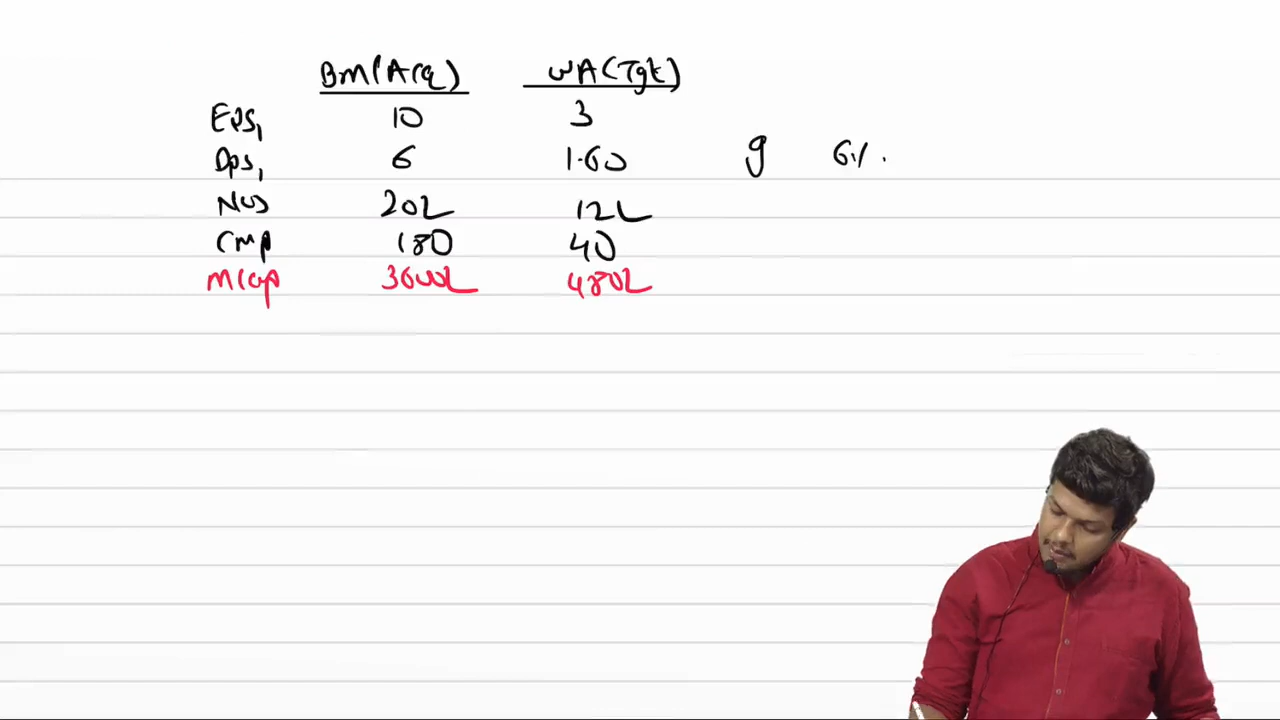 BM(Acq) WA(Tgt)
EPS₁ 10 3
Dps₁ 6 1.60 g 6%.
NOS 20L 12L
CMP 180 40
MCap 3600L 480L